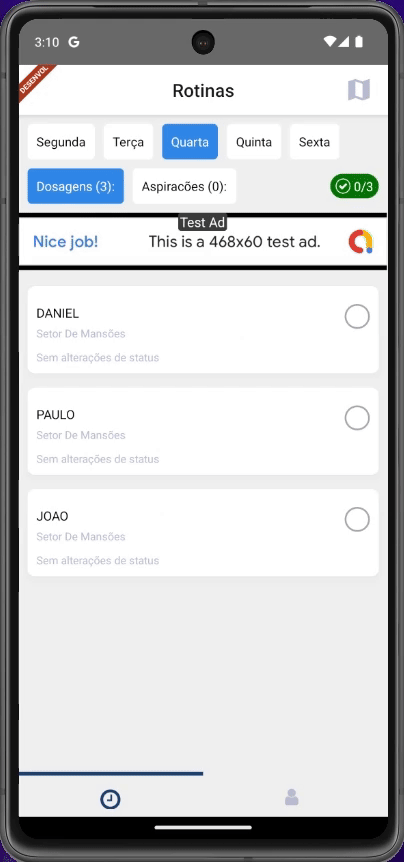 3:10 G
DESENVOL
Rotinas
Segunda Terça Quarta Quinta Sexta
Dosagens (3): Aspiracões (0): 0/3
Test Ad
Nice job! This is a 468x60 test ad.
DANIEL
Setor De Mansões
Sem alterações de status
PAULO
Setor De Mansões
Sem alterações de status
JOAO
Setor De Mansões
Sem alterações de status